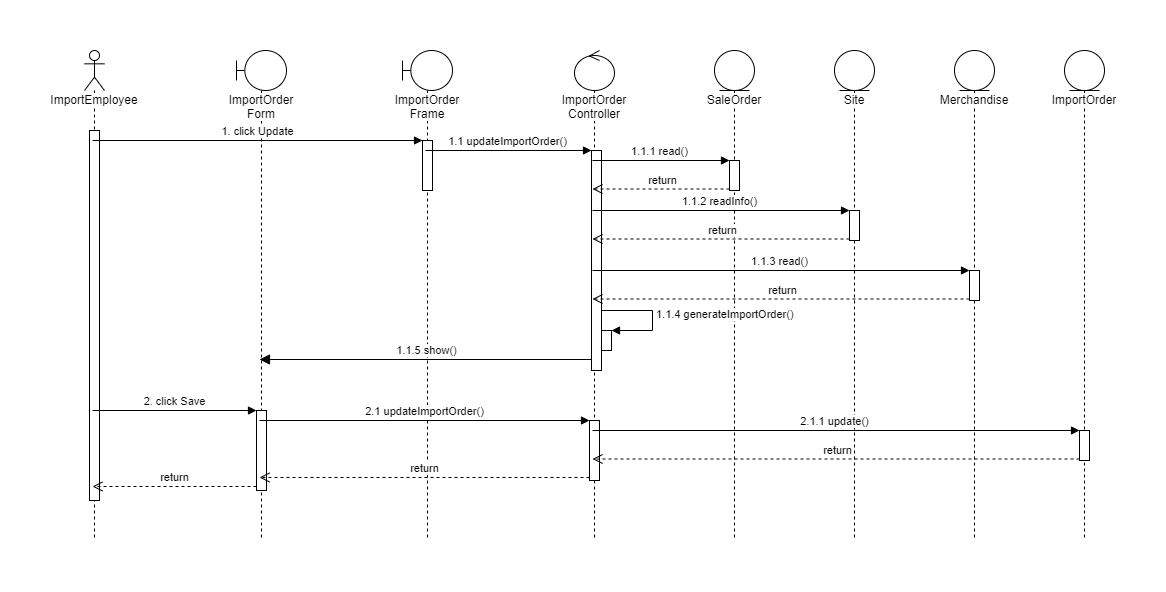 ImportEmployee
ImportOrder
Form
ImportOrder
Frame
ImportOrder
Controller
SaleOrder
Site
Merchandise
ImportOrder
1. click Update
1.1 updateImportOrder()
1.1.1 read()
return
1.1.2 readInfo()
return
1.1.3 read()
return
1.1.4 generateImportOrder()
1.1.5 show()
2. click Save
2.1 updateImportOrder()
2.1.1 update()
return
return
return